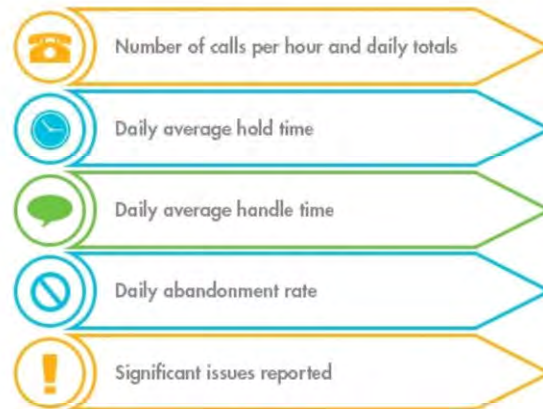 Number of calls per hour and daily totals
Daily average hold time
Daily average handle time
Daily abandonment rate
Significant issues reported